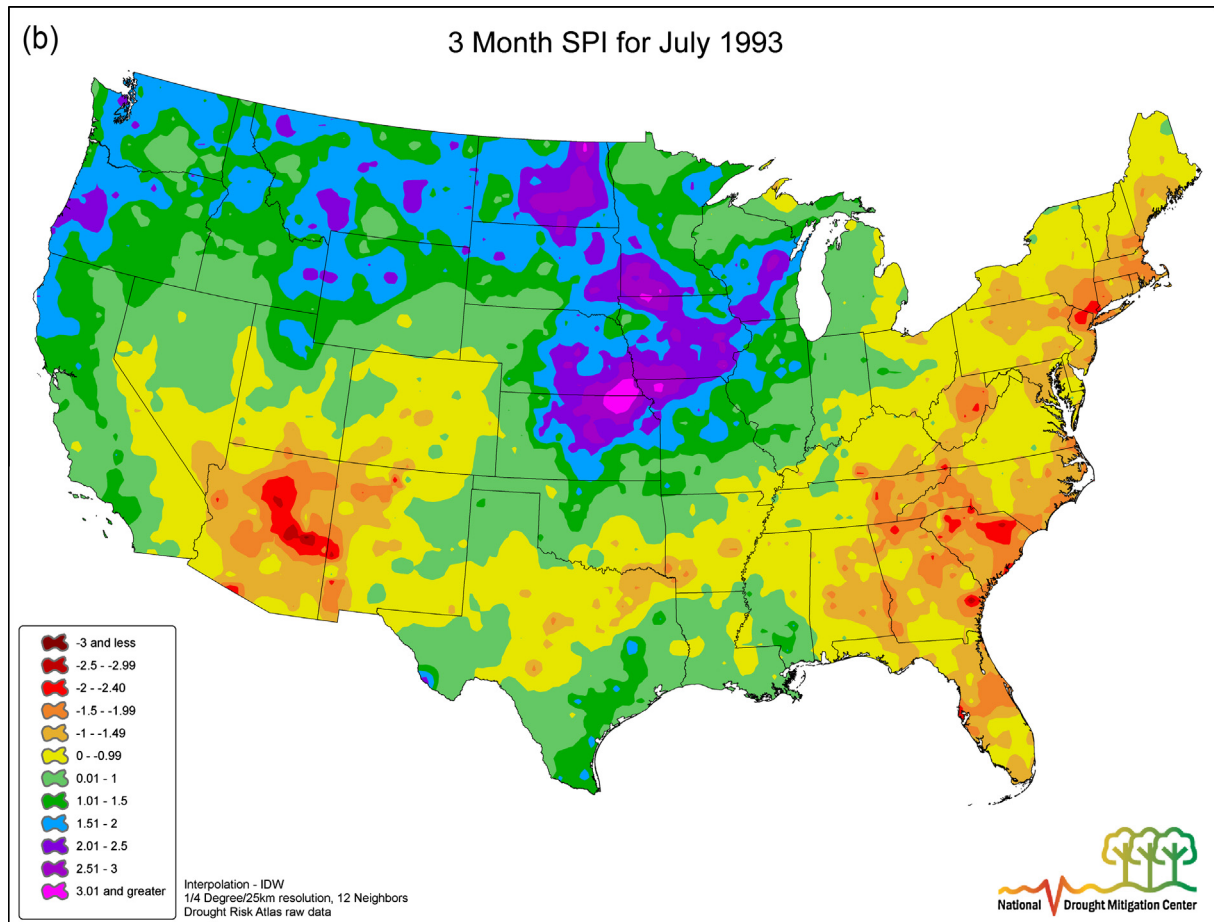 (b)
3 Month SPI for July 1993
-3 and less
-2.5 - -2.99
-2 - -2.40
-1.5 - -1.99
-1 - -1.49
0 - -0.99
0.01 - 1
1.01 - 1.5
1.51 - 2
2.01 - 2.5
2.51 - 3
3.01 and greater
Interpolation - IDW
1/4 Degree/25km resolution, 12 Neighbors
Drought Risk Atlas raw data
National Drought Mitigation Center